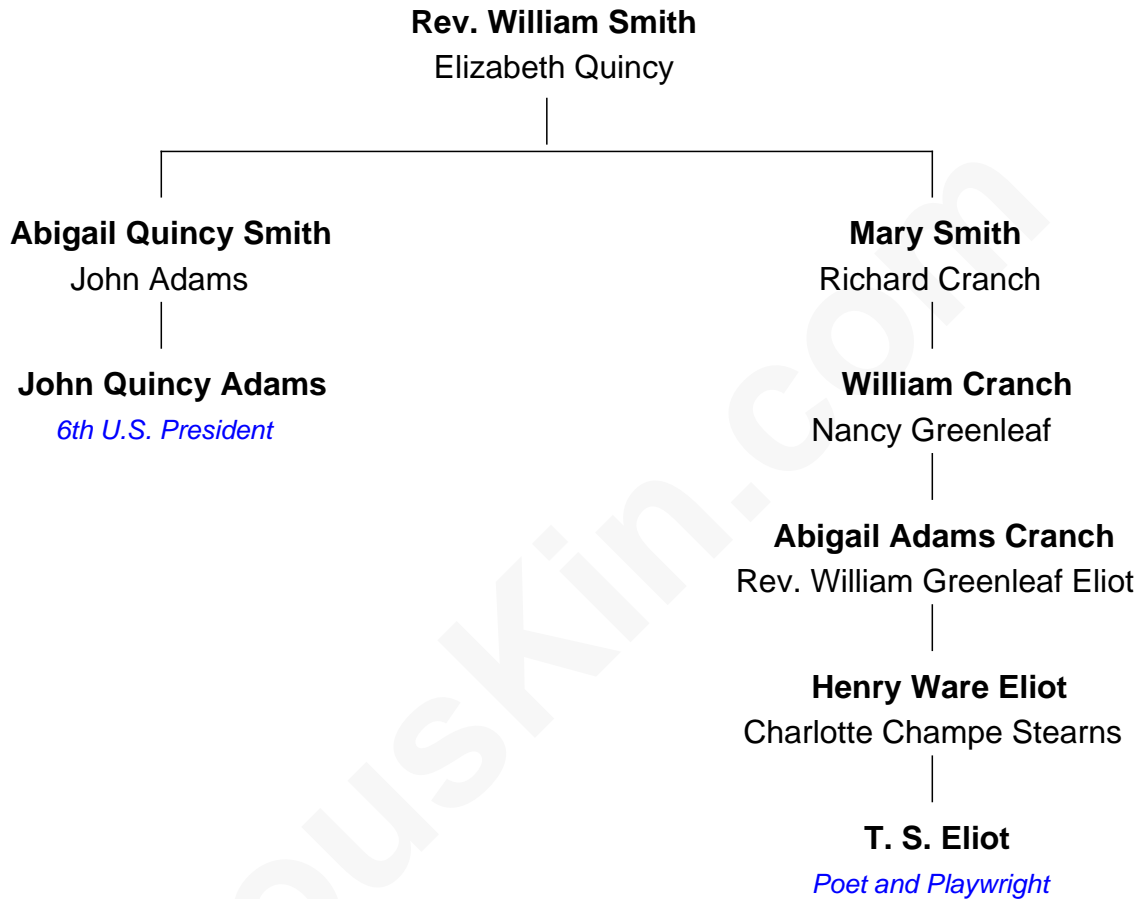 Rev. William Smith
Elizabeth Quincy
Abigail Quincy Smith
John Adams
John Quincy Adams
6th U.S. President
Mary Smith
Richard Cranch
William Cranch
Nancy Greenleaf
Abigail Adams Cranch
Rev. William Greenleaf Eliot
Henry Ware Eliot
Charlotte Champe Stearns
T. S. Eliot
Poet and Playwright
ousKin.com